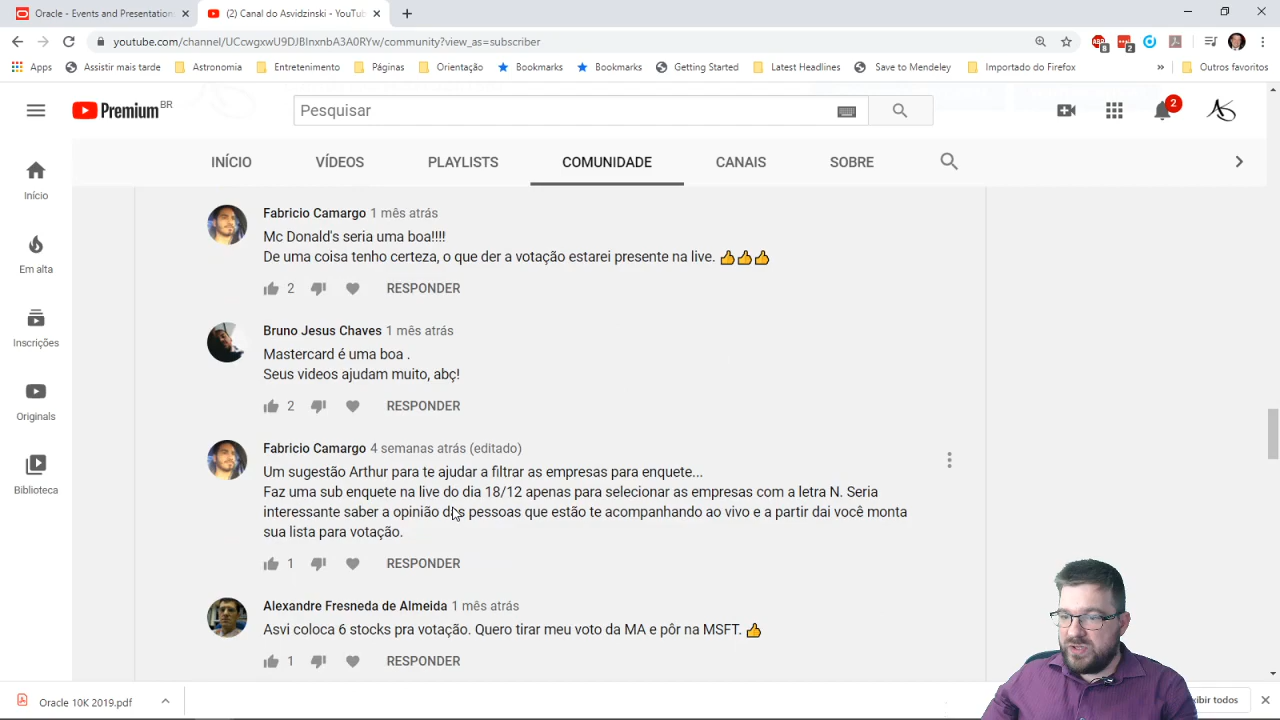 Oracle - Events and Presentation
(2) Canal do Asvidzinski - YouTu
youtube.com/channel/UCcwgxwU9DJBInxnbA3A0RYw/community?view_as=subscriber
8
2
Apps
Assistir mais tarde
Astronomia
Entretenimento
Páginas
Orientação
Bookmarks
Bookmarks
Getting Started
Latest Headlines
Save to Mendeley
Importado do Firefox
»
Outros favoritos
Premium BR
Pesquisar
2
INÍCIO
VÍDEOS
PLAYLISTS
COMUNIDADE
CANAIS
SOBRE
Início
Em alta
Inscrições
Originals
Biblioteca
Fabricio Camargo 1 mês atrás
Mc Donald's seria uma boa!!!!
De uma coisa tenho certeza, o que der a votação estarei presente na live. 👍👍👍
2 RESPONDER
Bruno Jesus Chaves 1 mês atrás
Mastercard é uma boa .
Seus videos ajudam muito, abç!
2 RESPONDER
Fabricio Camargo 4 semanas atrás (editado)
Um sugestão Arthur para te ajudar a filtrar as empresas para enquete...
Faz uma sub enquete na live do dia 18/12 apenas para selecionar as empresas com a letra N. Seria
interessante saber a opinião das pessoas que estão te acompanhando ao vivo e a partir dai você monta
sua lista para votação.
1 RESPONDER
Alexandre Fresneda de Almeida 1 mês atrás
Asvi coloca 6 stocks pra votação. Quero tirar meu voto da MA e pôr na MSFT. 👍
1 RESPONDER
Oracle 10K 2019.pdf
xibir todos